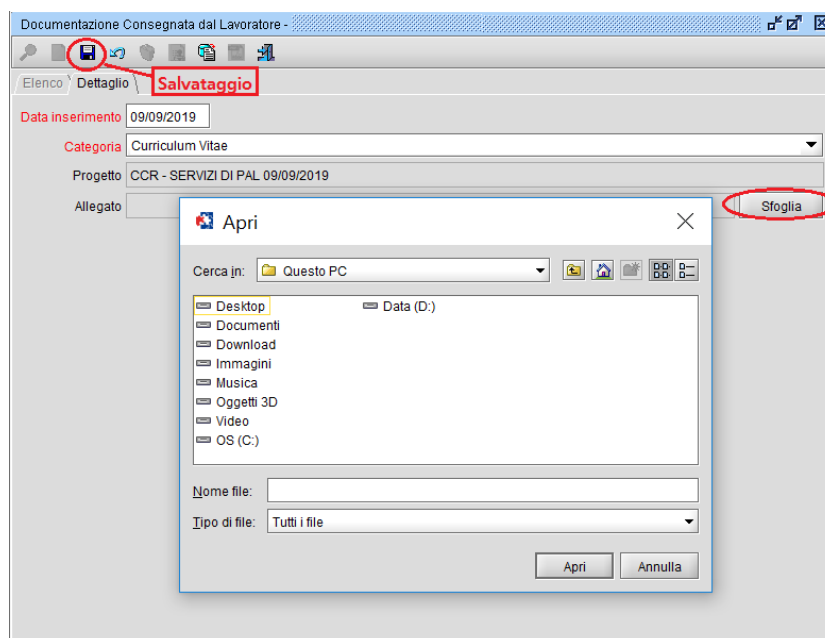 Documentazione Consegnata dal Lavoratore -
Salvataggio
Elenco Dettaglio
Data inserimento 09/09/2019
Categoria Curriculum Vitae
Progetto CCR - SERVIZI DI PAL 09/09/2019
Allegato Sfoglia
Apri
Cerca in: Questo PC
Desktop Data (D:)
Documenti
Download
Immagini
Musica
Oggetti 3D
Video
OS (C:)
Nome file:
Tipo di file: Tutti i file
Apri Annulla